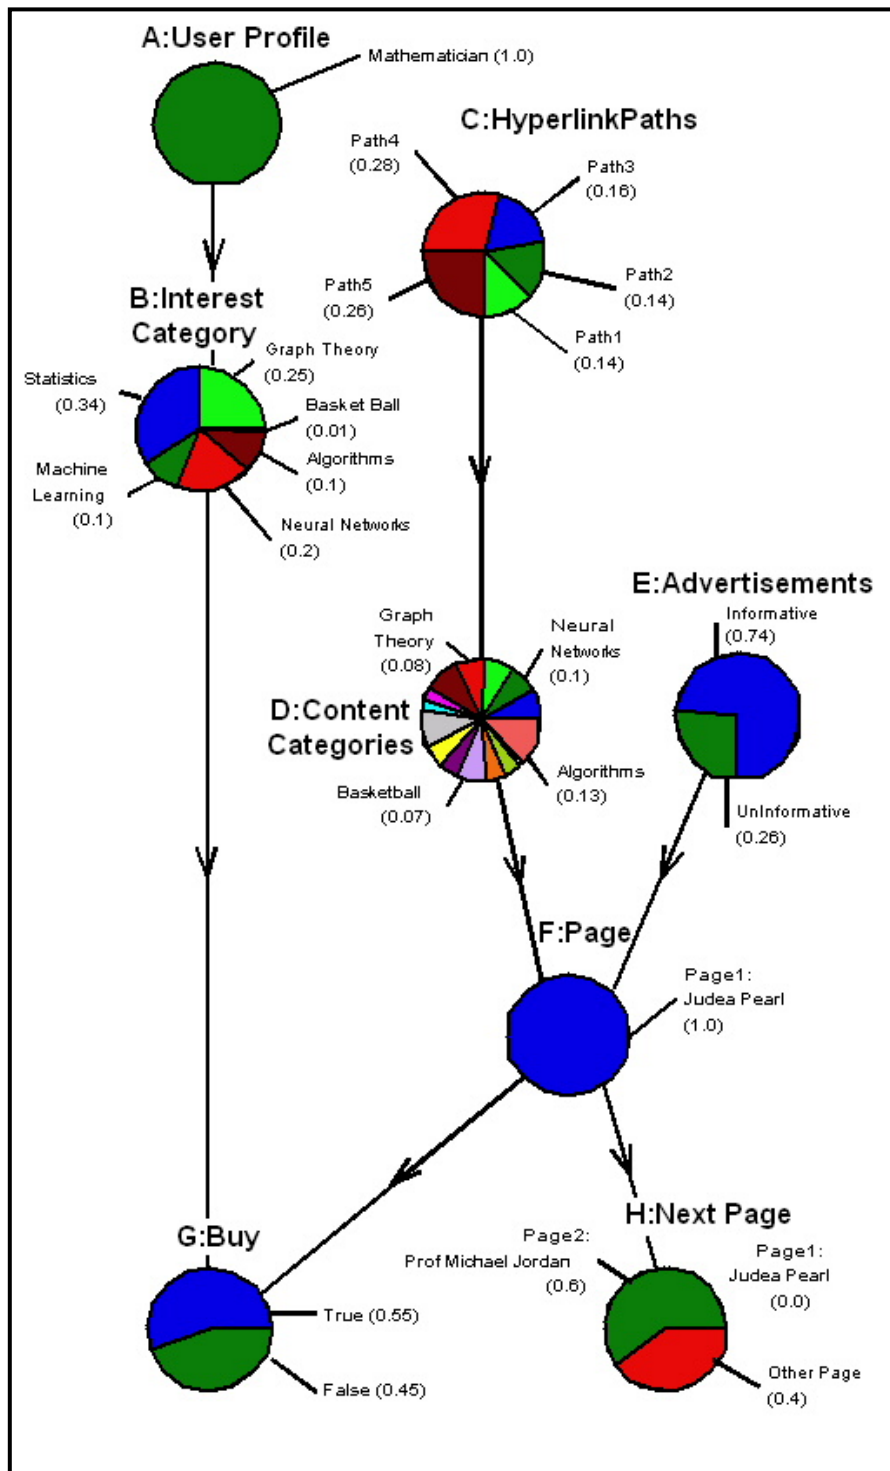 A:User Profile
Mathematician (1.0)
C:HyperlinkPaths
Path4
(0.28)
Path3
(0.16)
Path5
(0.26)
Path2
(0.14)
Path1
(0.14)
B:Interest
Category
Graph Theory
(0.25)
Statistics
(0.34)
Basket Ball
(0.01)
Algorithms
(0.1)
Machine
Learning
(0.1)
Neural Networks
(0.2)
E:Advertisements
Informative
(0.74)
Graph
Theory
(0.08)
Neural
Networks
(0.1)
D:Content
Categories
Algorithms
(0.13)
Basketball
(0.07)
UnInformative
(0.26)
F:Page
Page1:
Judea Pearl
(1.0)
G:Buy
True (0.55)
False (0.45)
H:Next Page
Page2:
Prof Michael Jordan
(0.6)
Page1:
Judea Pearl
(0.0)
Other Page
(0.4)